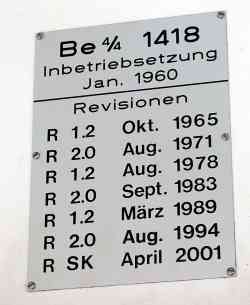 Be 4/4 1418
Inbetriebsetzung
Jan. 1960
Revisionen
R 1.2 Okt. 1965
R 2.0 Aug. 1971
R 1.2 Aug. 1978
R 2.0 Sept. 1983
R 1.2 März 1989
R 2.0 Aug. 1994
R SK April 2001